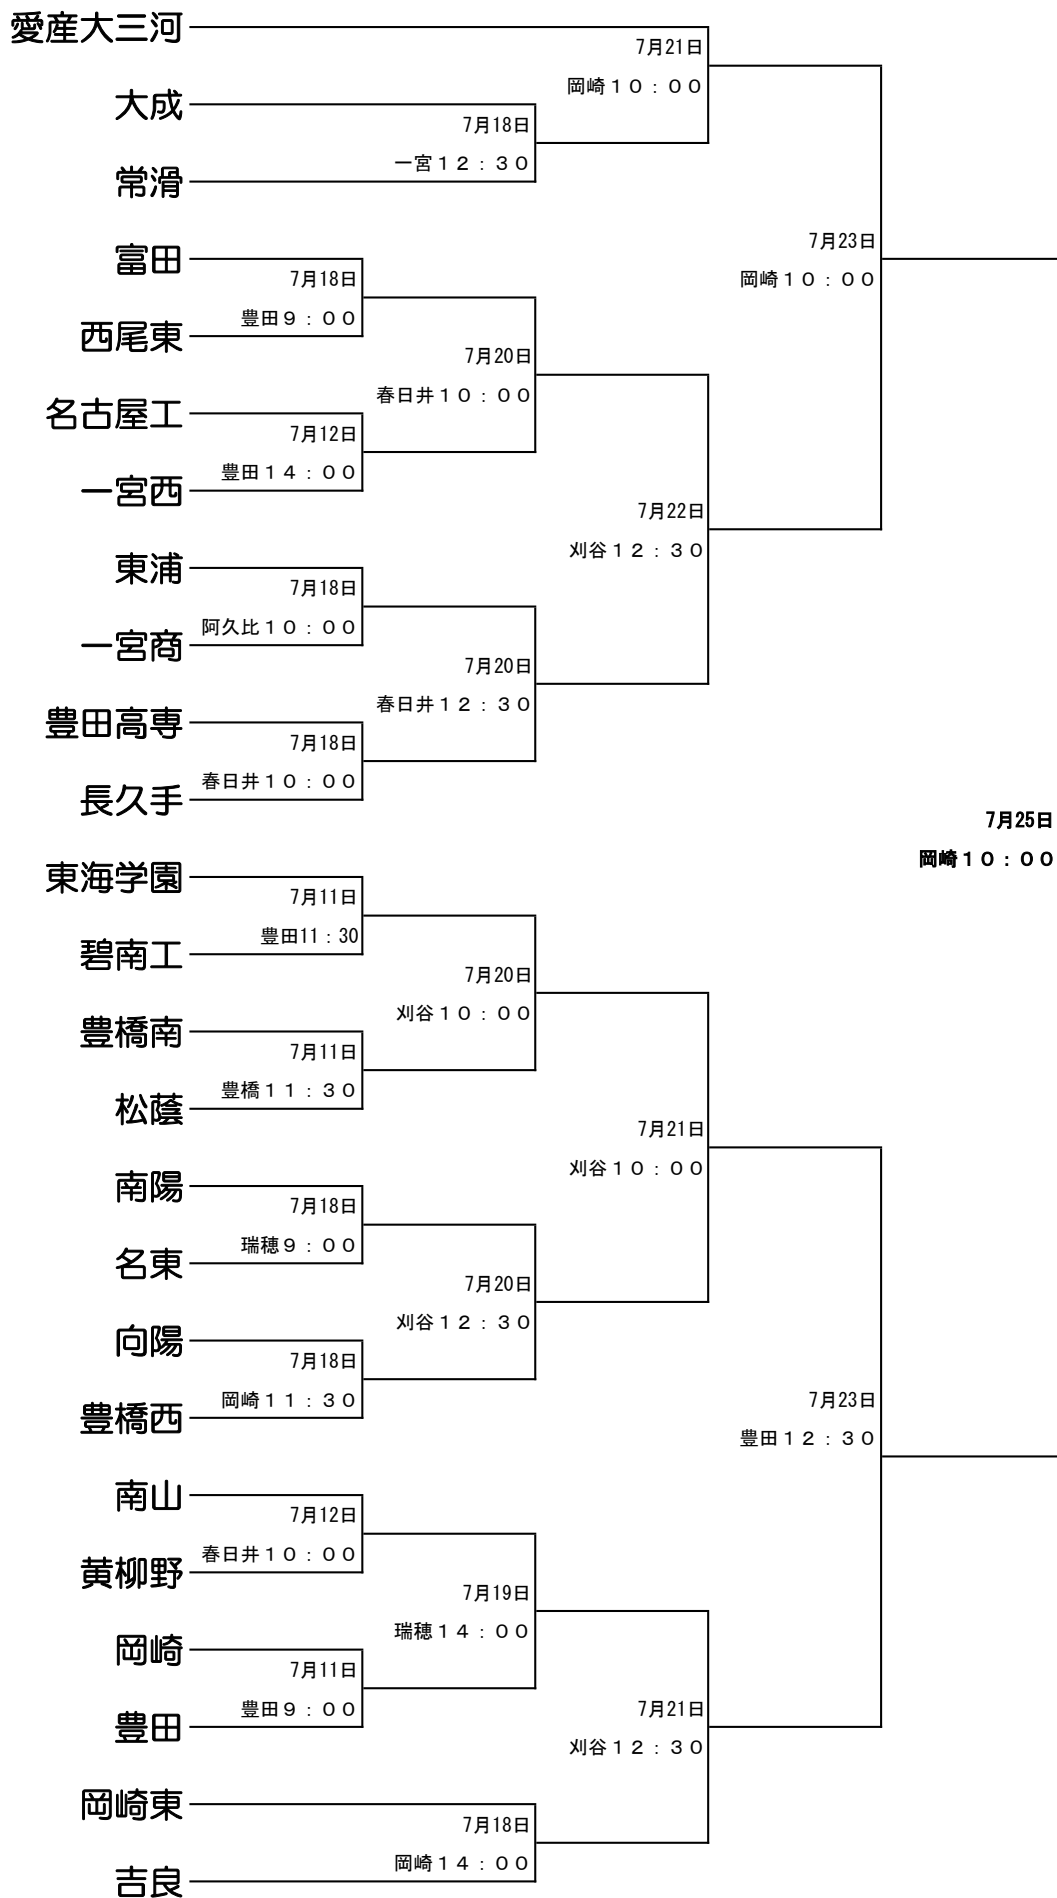 愛産大三河
7月21日
岡崎１０：００
大成
7月18日
一宮１２：３０
常滑
7月23日
岡崎１０：００
富田
7月18日
豊田９：００
西尾東
7月20日
春日井１０：００
名古屋工
7月12日
豊田１４：００
一宮西
7月22日
刈谷１２：３０
東浦
7月18日
阿久比１０：００
一宮商
7月20日
春日井１２：３０
豊田高専
7月18日
春日井１０：００
長久手
7月25日
岡崎１０：００
東海学園
7月11日
豊田11：30
碧南工
7月20日
刈谷１０：００
豊橋南
7月11日
豊橋１１：３０
松蔭
7月21日
刈谷１０：００
南陽
7月18日
瑞穂９：００
名東
7月20日
刈谷１２：３０
向陽
7月18日
岡崎１１：３０
豊橋西
7月23日
豊田１２：３０
南山
7月12日
春日井１０：００
黄柳野
7月19日
瑞穂１４：００
岡崎
7月11日
豊田９：００
豊田
7月21日
刈谷１２：３０
岡崎東
7月18日
岡崎１４：００
吉良